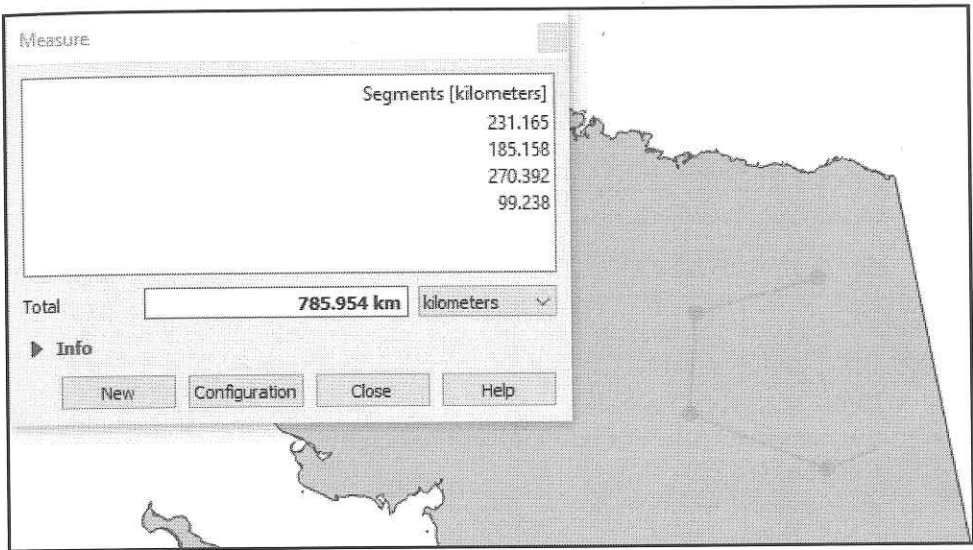 Measure
Segments [kilometers]
231.165
185.158
270.392
99.238
Total 785.954 km kilometers
Info
New Configuration Close Help